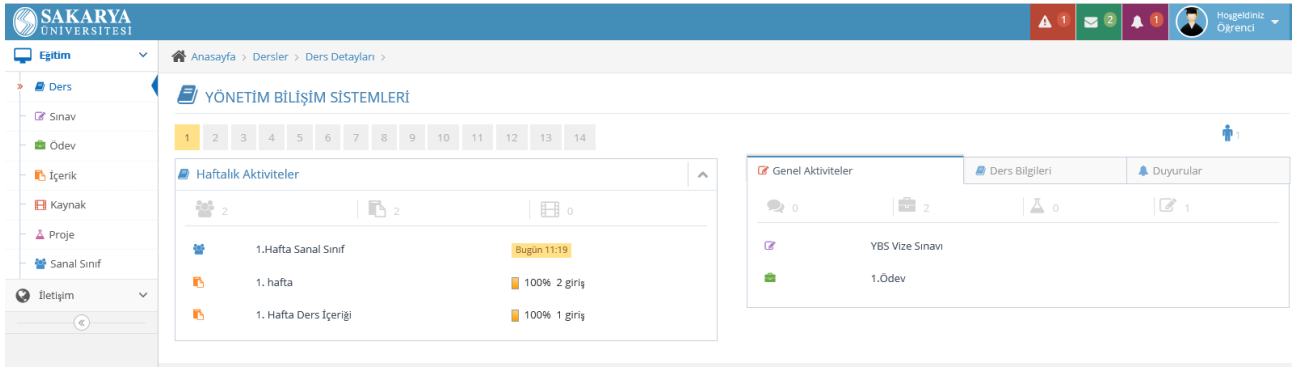 SAKARYA
ÜNİVERSİTESİ
1 2 1 Hoşgeldiniz
Öğrenci
Eğitim
Ders
Sınav
Ödev
İçerik
Kaynak
Proje
Sanal Sınıf
İletişim
Anasayfa > Dersler > Ders Detayları >
YÖNETİM BİLİŞİM SİSTEMLERİ
1 2 3 4 5 6 7 8 9 10 11 12 13 14
1
Haftalık Aktiviteler
2 2 0
1.Hafta Sanal Sınıf Bugün 11:19
1. hafta 100% 2 giriş
1. Hafta Ders İçeriği 100% 1 giriş
Genel Aktiviteler Ders Bilgileri Duyurular
0 2 0 1
YBS Vize Sınavı
1.Ödev